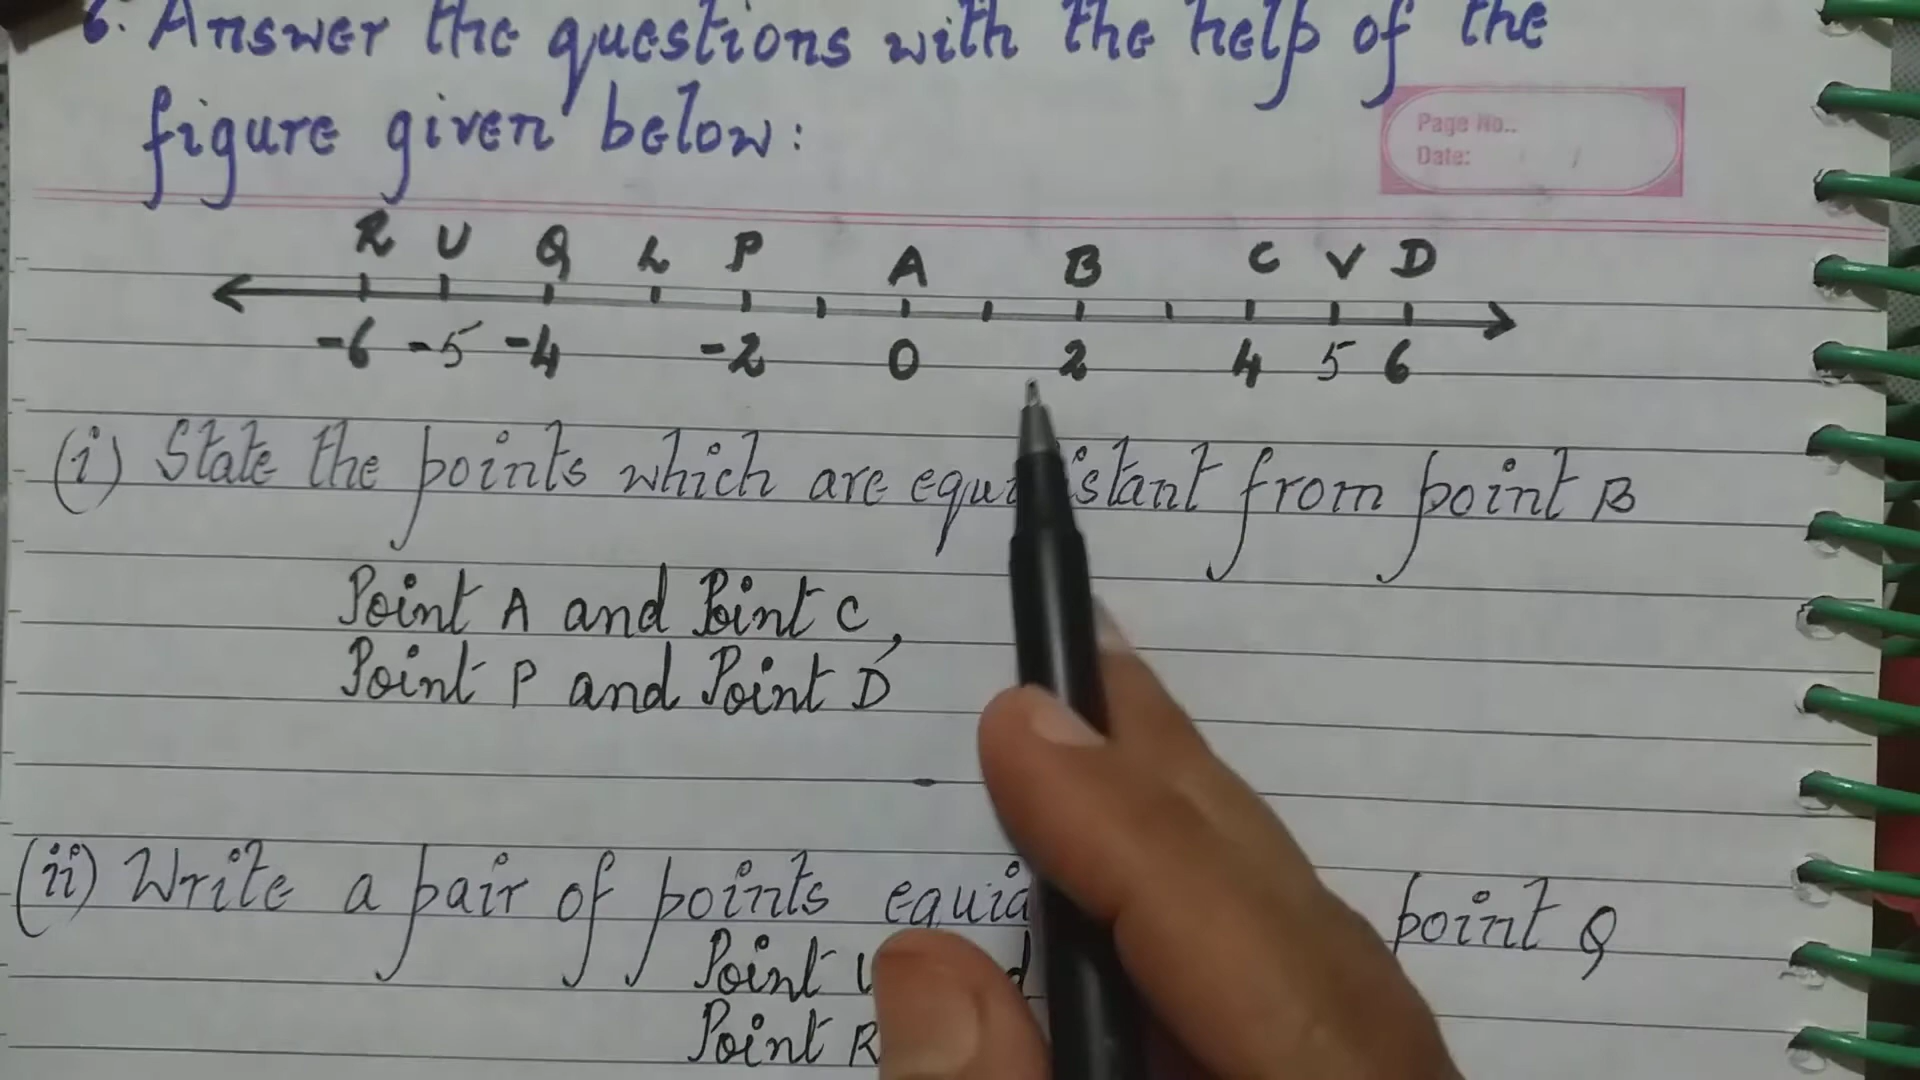 6. Answer the questions with the help of the
figure given below:
Page No..
Date:
R U Q L P A B C V D
-6 -5 -4 -2 0 2 4 5 6
(i) State the points which are from point B
Point A and Point C,
Point P and Point D
(ii) Write a pair of points point Q
Point
Point R